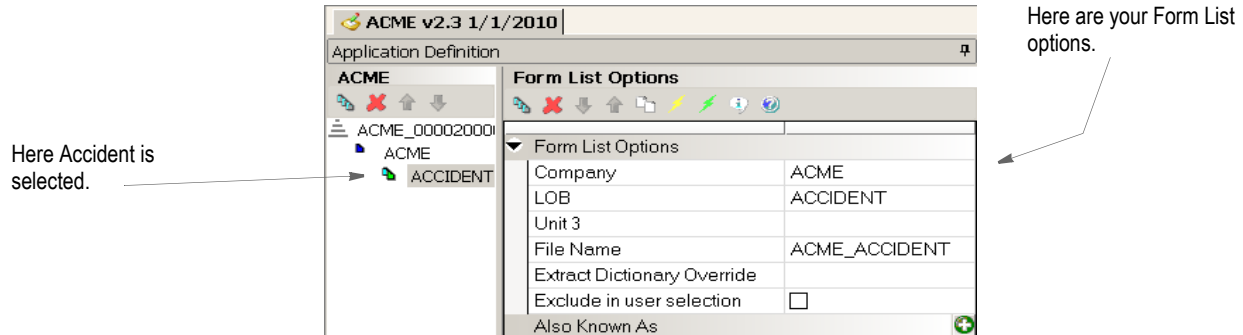 ACME v2.3 1/1/2010
Here are your Form List
options.
Application Definition
ACME
Form List Options
ACME_00002000
ACME
Here Accident is
selected.
ACCIDENT
Form List Options
Company ACME
LOB ACCIDENT
Unit 3
File Name ACME_ACCIDENT
Extract Dictionary Override
Exclude in user selection
Also Known As